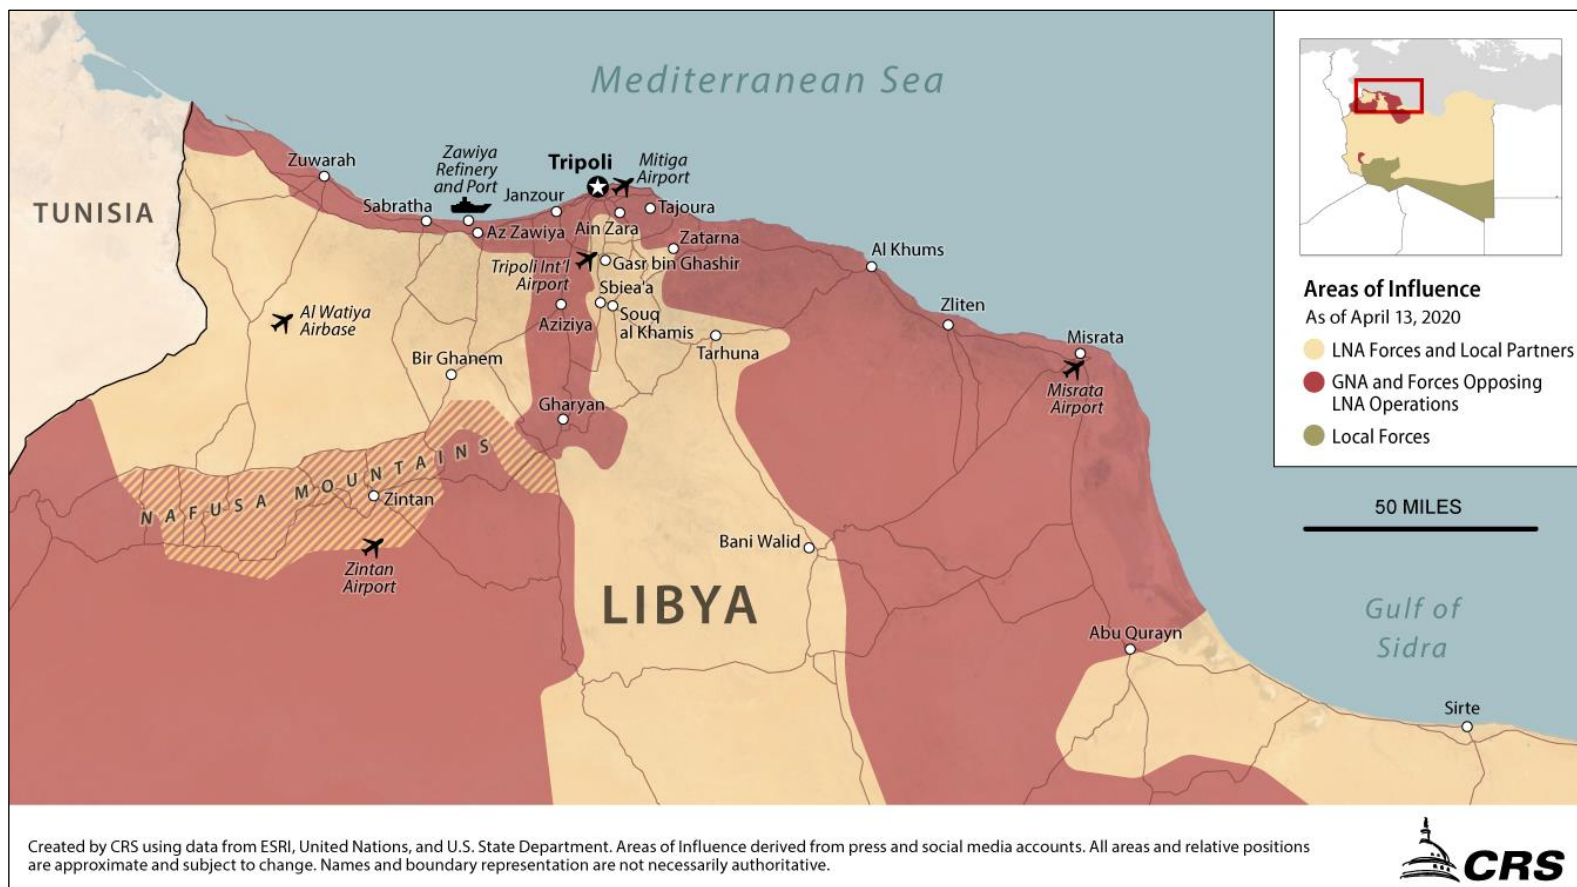 Mediterranean Sea
TUNISIA
Zuwarah
Zawiya
Refinery
and Port
Tripoli
Mitiga
Airport
Sabratha
Janzour
Tajoura
Az Zawiya
Ain Zara
Zatarna
Tripoli Int'l
Airport
Gasr bin Ghashir
Al Khums
Sbiea'a
Souq
al Khamis
Aziziya
Zliten
Al Watiya
Airbase
Bir Ghanem
Tarhuna
Misrata
Misrata
Airport
Gharyan
NAFUSA MOUNTAINS
Zintan
Zintan
Airport
Bani Walid
LIBYA
Abu Qurayn
Gulf of
Sidra
Sirte
Areas of Influence
As of April 13, 2020
LNA Forces and Local Partners
GNA and Forces Opposing
LNA Operations
Local Forces
50 MILES
Created by CRS using data from ESRI, United Nations, and U.S. State Department. Areas of Influence derived from press and social media accounts. All areas and relative positions
are approximate and subject to change. Names and boundary representation are not necessarily authoritative.
CRS